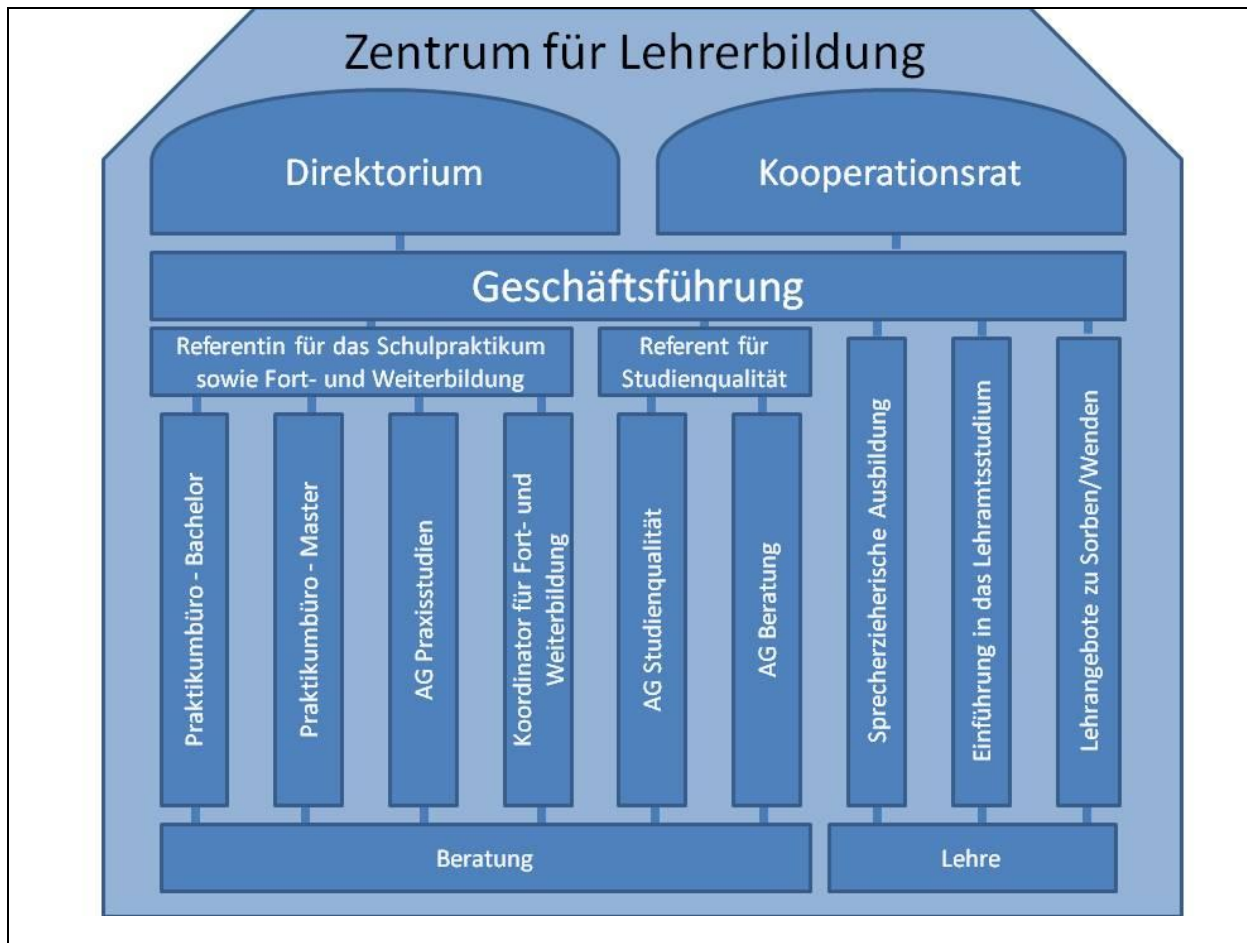 Zentrum für Lehrerbildung
Direktorium
Kooperationsrat
Geschäftsführung
Referentin für das Schulpraktikum
sowie Fort- und Weiterbildung
Referent für
Studienqualität
Praktikumbüro - Bachelor
Praktikumbüro - Master
AG Praxisstudien
Koordinator für Fort- und
Weiterbildung
AG Studienqualität
AG Beratung
Sprecherzieherische Ausbildung
Einführung in das Lehramtsstudium
Lehrangebote zu Sorben/Wenden
Beratung
Lehre